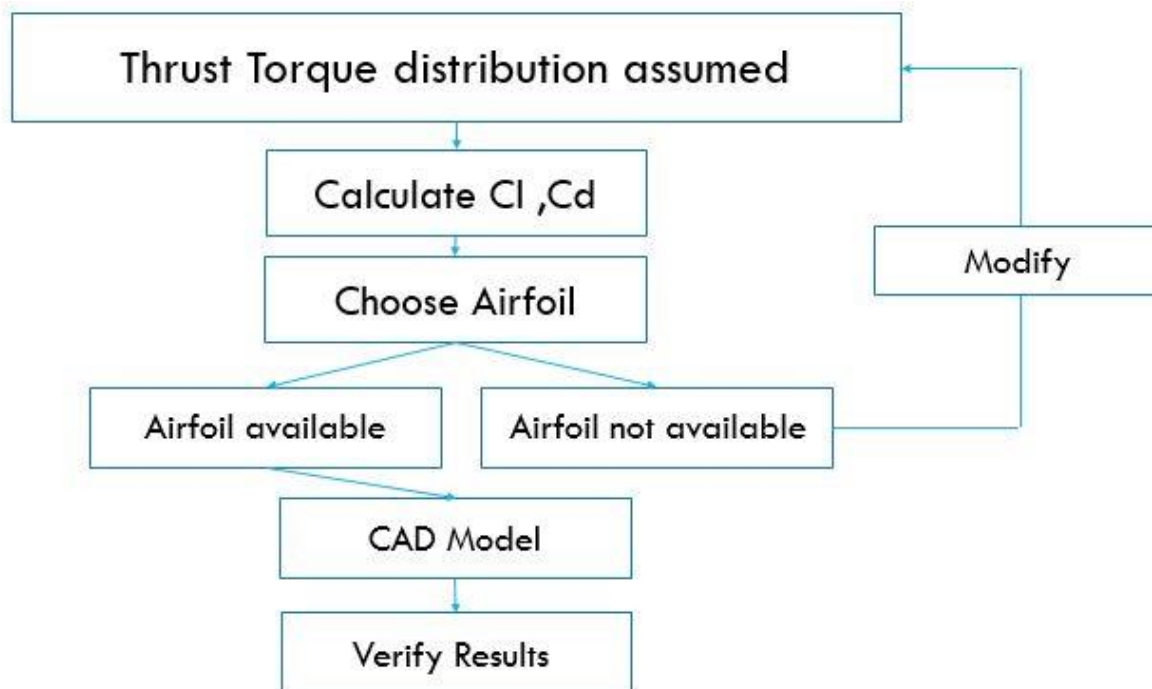 Thrust Torque distribution assumed
Calculate Cl ,Cd
Modify
Choose Airfoil
Airfoil available
Airfoil not available
CAD Model
Verify Results